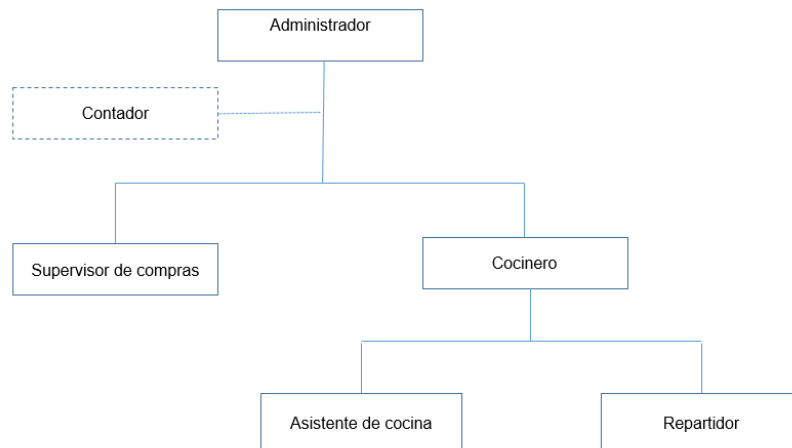 Administrador
Contador
Supervisor de compras
Cocinero
Asistente de cocina
Repartidor